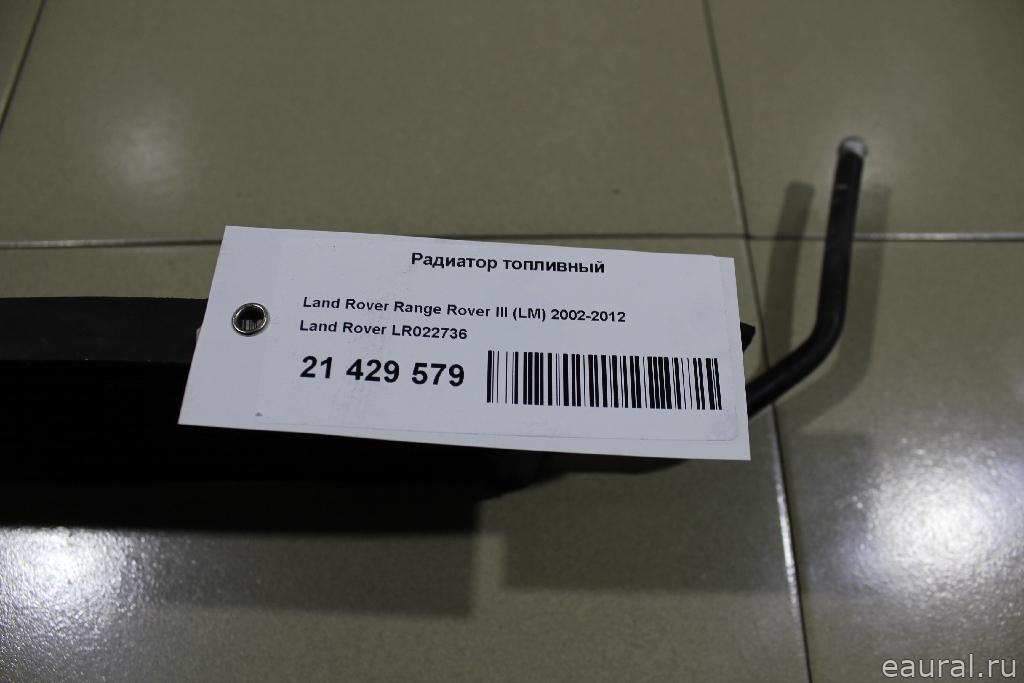 Радиатор топливный
Land Rover Range Rover III (LM) 2002-2012
Land Rover LR022736
21 429 579
eaural.ru